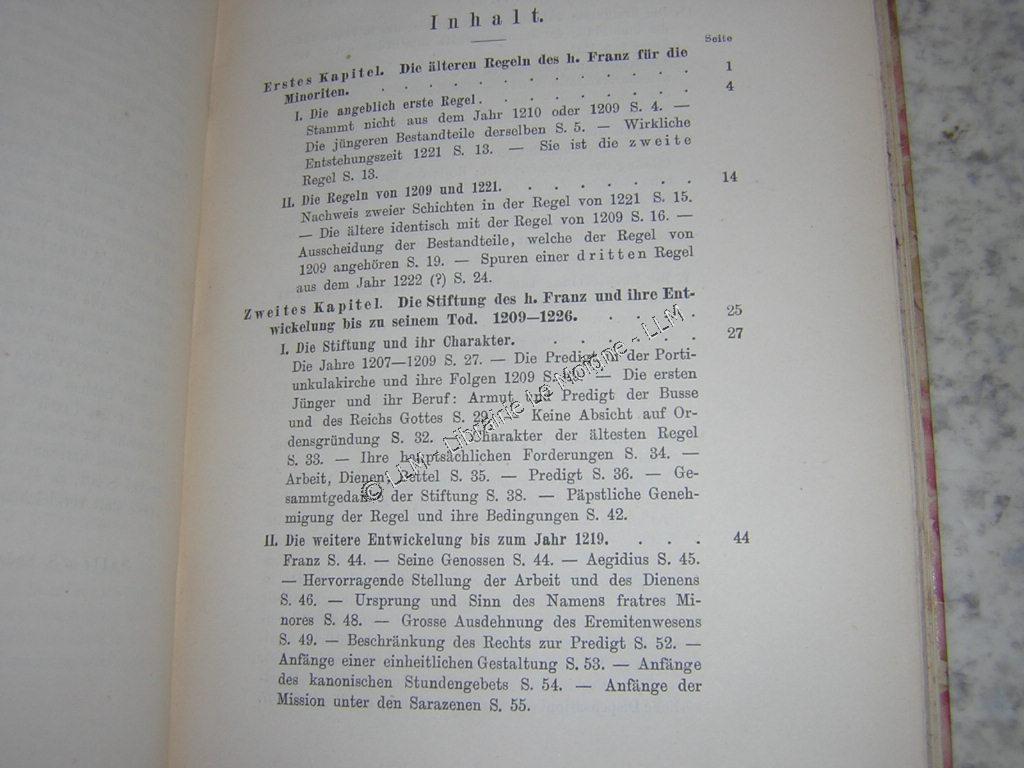 Inhalt.
Seite
Erstes Kapitel. Die älteren Regeln des h. Franz für die
Minoriten. . . . . . . . . . . . 1
I. Die angeblich erste Regel. . . . . . . . . 4
Stammt nicht aus dem Jahr 1210 oder 1209 S. 4. —
Die jüngeren Bestandteile derselben S. 5. — Wirkliche
Entstehungszeit 1221 S. 13. — Sie ist die zweite
Regel S. 13.
II. Die Regeln von 1209 und 1221. . . . . . . . 14
Nachweis zweier Schichten in der Regel von 1221 S. 15.
— Die ältere identisch mit der Regel von 1209 S. 16. —
Ausscheidung der Bestandteile, welche der Regel von
1209 angehören S. 19. — Spuren einer dritten Regel
aus dem Jahr 1222 (?) S. 24.
Zweites Kapitel. Die Stiftung des h. Franz und ihre Ent-
wickelung bis zu seinem Tod. 1209—1226. . . . . 25
I. Die Stiftung und ihr Charakter. . . . . . . 27
Die Jahre 1207—1209 S. 27. — Die Predigt in der Porti-
unkulakirche und ihre Folgen 1209 S. — Die ersten
Jünger und ihr Beruf: Armut und Predigt der Busse
und des Reichs Gottes S. 29. — Keine Absicht auf Or-
densgründung S. 32. — Charakter der ältesten Regel
S. 33. — Ihre hauptsächlichen Forderungen S. 34. —
Arbeit, Dienen, Bettel S. 35. — Predigt S. 36. — Ge-
sammtgedanke der Stiftung S. 38. — Päpstliche Geneh-
migung der Regel und ihre Bedingungen S. 42.
II. Die weitere Entwickelung bis zum Jahr 1219. . . . 44
Franz S. 44. — Seine Genossen S. 44. — Aegidius S. 45.
— Hervorragende Stellung der Arbeit und des Dienens
S. 46. — Ursprung und Sinn des Namens fratres Mi-
nores S. 48. — Grosse Ausdehnung des Eremitenwesens
S. 49. — Beschränkung des Rechts zur Predigt S. 52. —
Anfänge einer einheitlichen Gestaltung S. 53. — Anfänge
des kanonischen Stundengebets S. 54. — Anfänge der
Mission unter den Sarazenen S. 55.
© LLM - Librairie Le Moigne - LLM